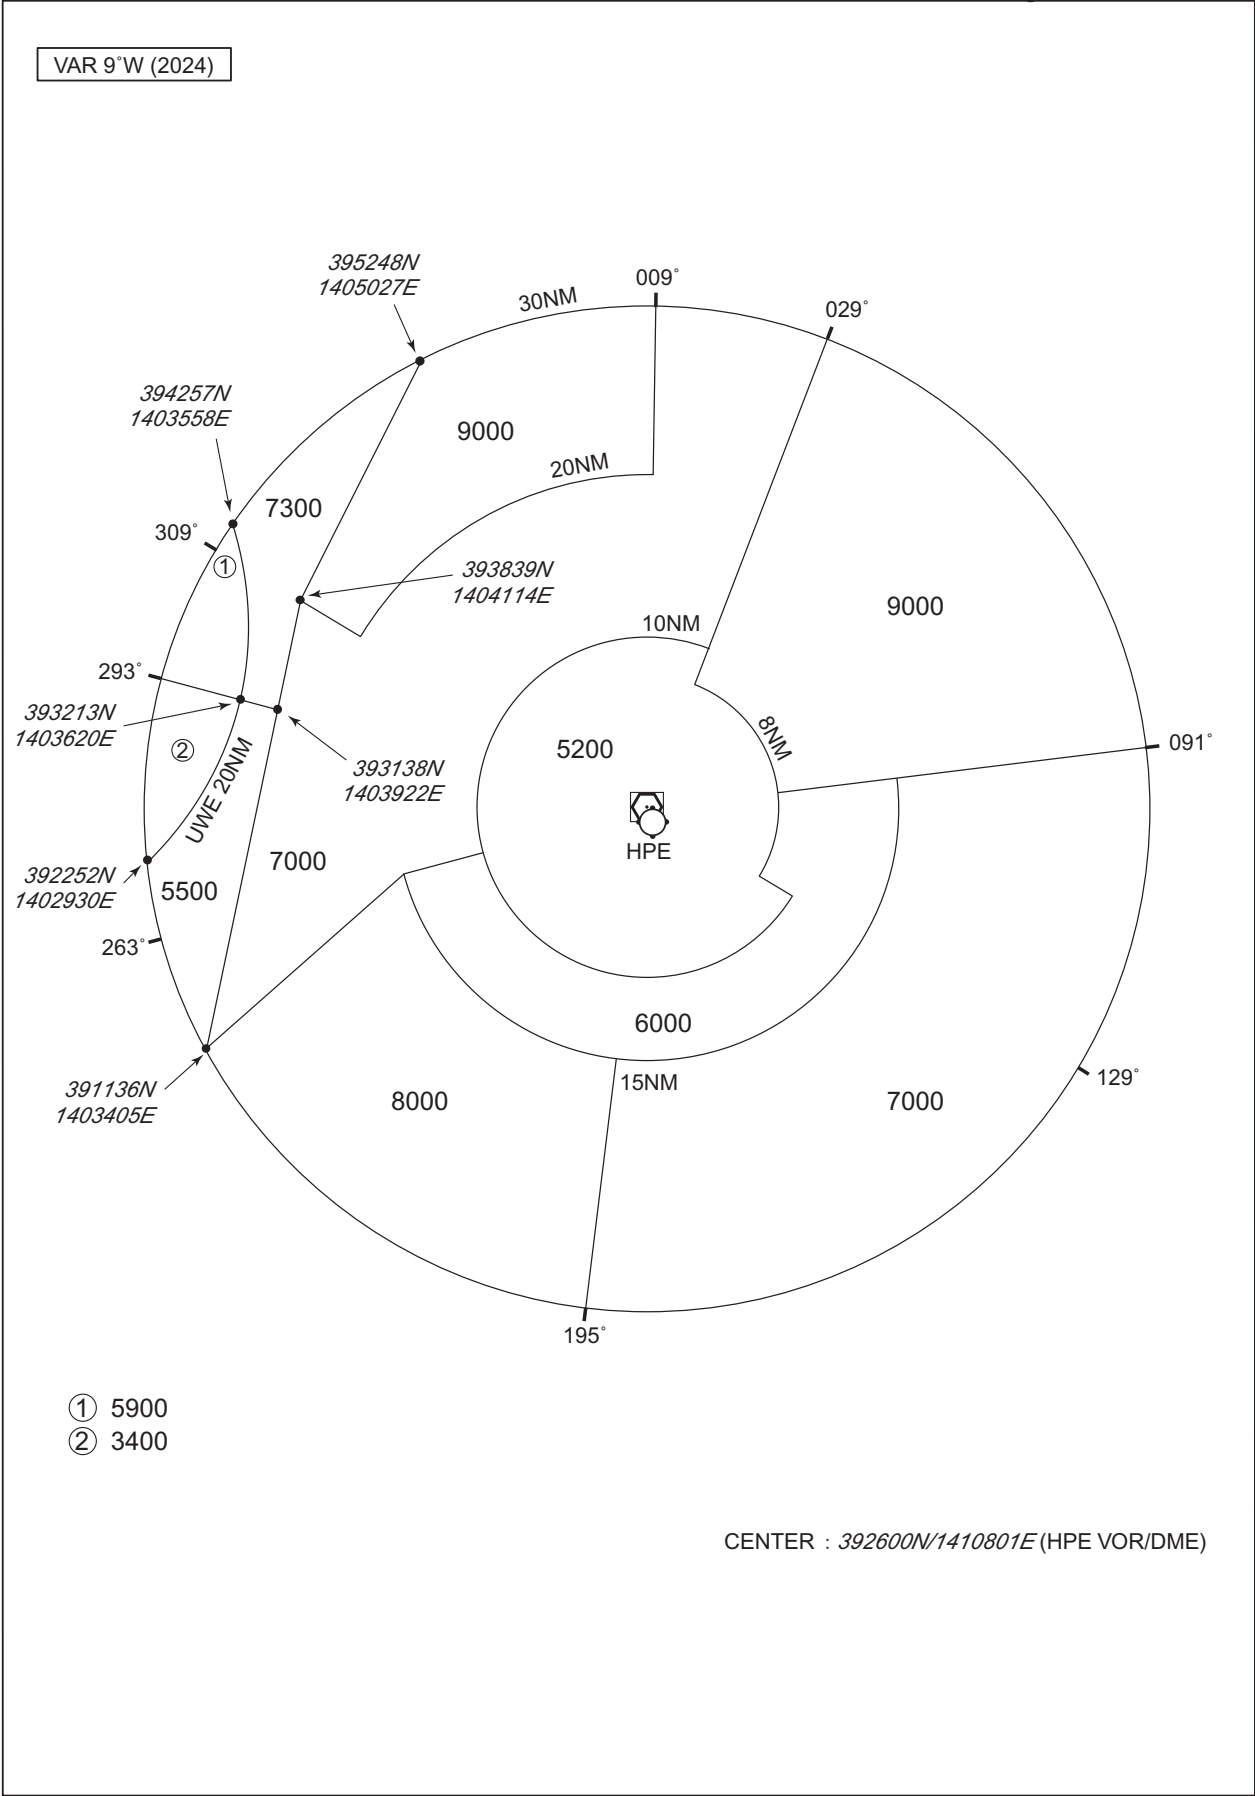 VAR 9°W (2024)
395248N
1405027E
30NM
009°
029°
394257N
1403558E
9000
20NM
7300
309°
①
393839N
1404114E
9000
10NM
293°
393213N
1403620E
②
UWE 20NM
393138N
1403922E
5200
8NM
091°
HPE
392252N
1402930E
5500
7000
263°
6000
391136N
1403405E
8000
15NM
7000
129°
195°
① 5900
② 3400
CENTER : 392600N/1410801E (HPE VOR/DME)